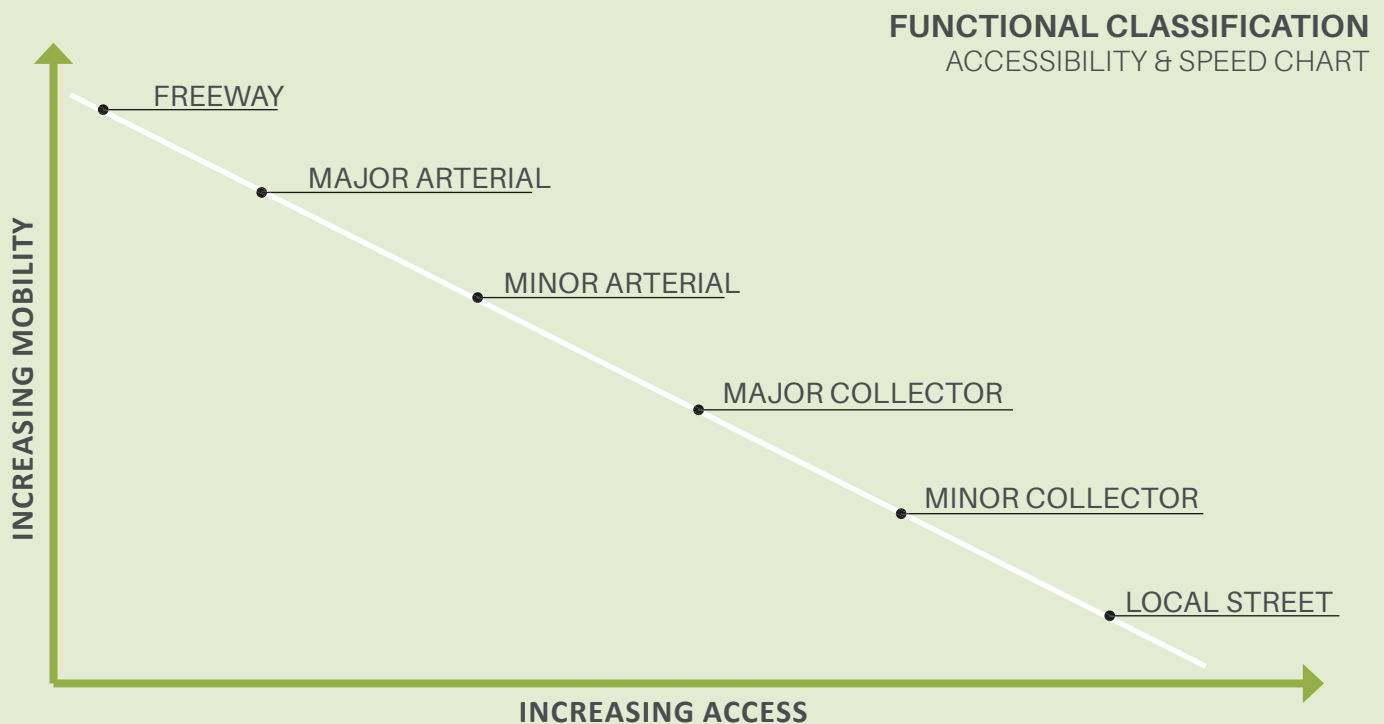 FUNCTIONAL CLASSIFICATION
ACCESSIBILITY & SPEED CHART
FREEWAY
MAJOR ARTERIAL
MINOR ARTERIAL
MAJOR COLLECTOR
MINOR COLLECTOR
LOCAL STREET
INCREASING MOBILITY
INCREASING ACCESS